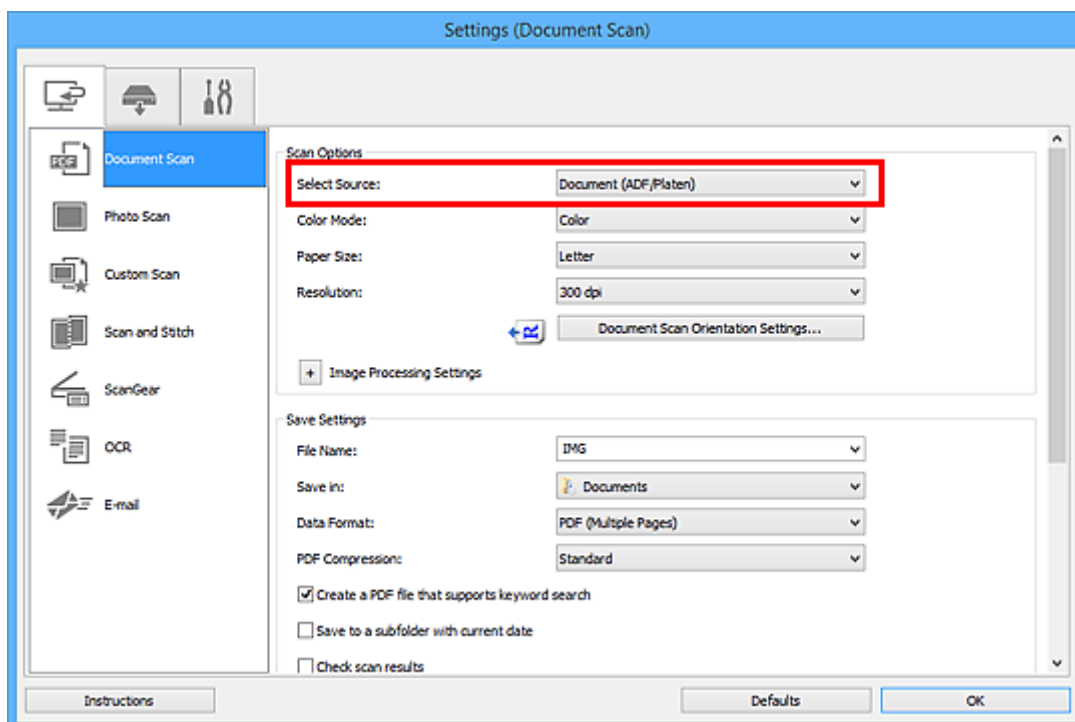 Settings (Document Scan)
PDF
Document Scan
Photo Scan
Custom Scan
Scan and Stitch
ScanGear
OCR
E-mail
Scan Options
Select Source: Document (ADF/Platen)
Color Mode: Color
Paper Size: Letter
Resolution: 300 dpi
R Document Scan Orientation Settings...
+ Image Processing Settings
Save Settings
File Name: IMG
Save in: Documents
Data Format: PDF (Multiple Pages)
PDF Compression: Standard
Create a PDF file that supports keyword search
Save to a subfolder with current date
Check scan results
Instructions Defaults OK